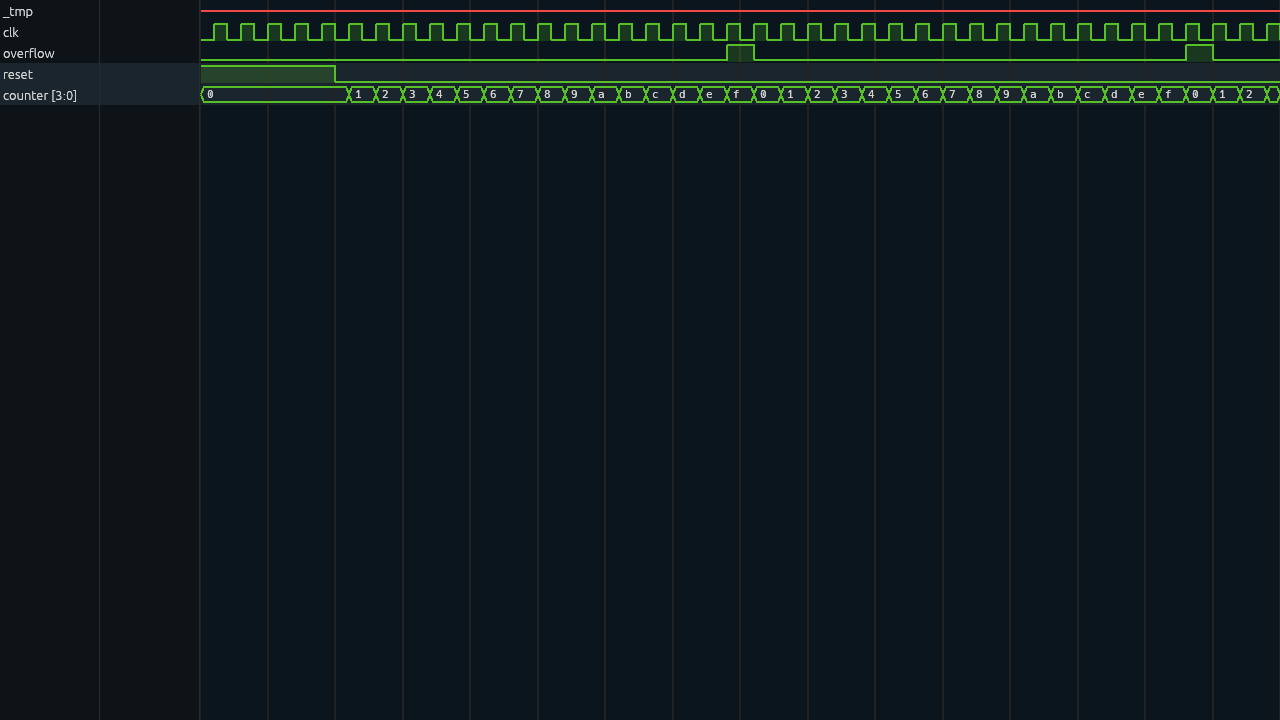 _tmp
clk
overflow
reset
counter [3:0] 0 1 2 3 4 5 6 7 8 9 a b c d e f 0 1 2 3 4 5 6 7 8 9 a b c d e f 0 1 2